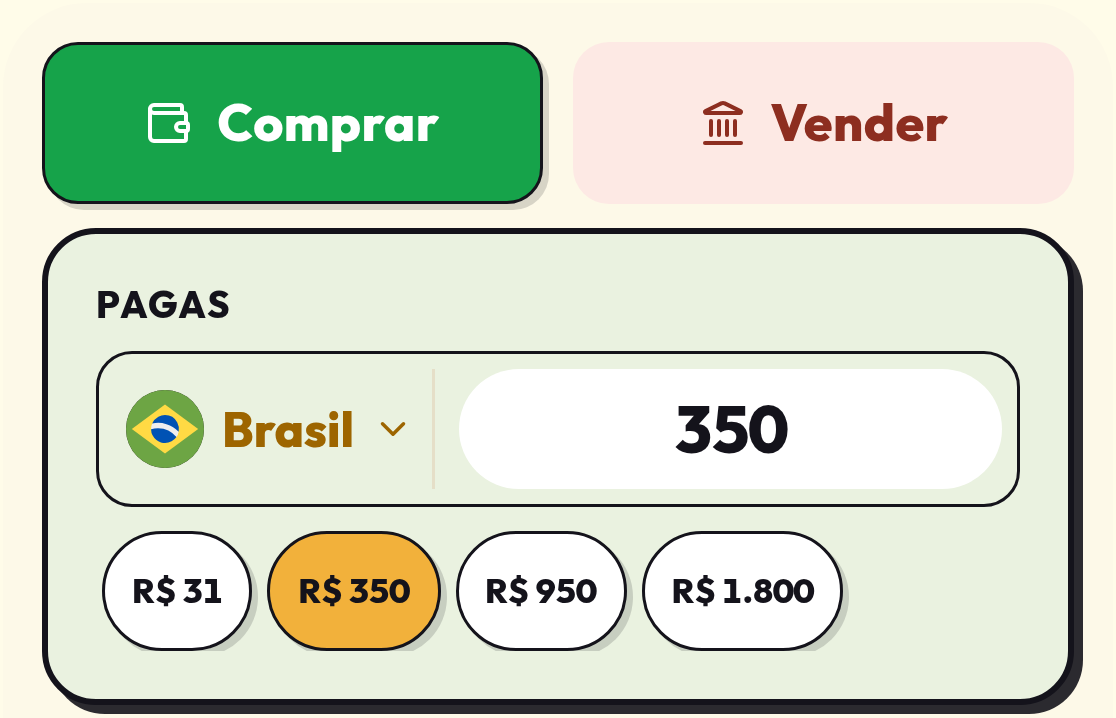 Comprar
Vender
PAGAS
Brasil
350
R$ 31
R$ 350
R$ 950
R$ 1.800